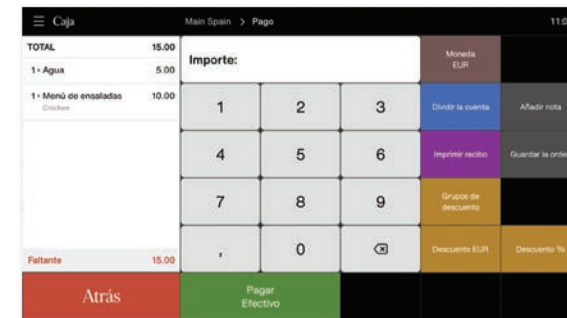 ☰ Caja
Main Spain > Pago
11:0
TOTAL 15.00
1× Agua 5.00
1× Menú de ensaladas 10.00
Chicken
Faltante 15.00
Importe:
1 2 3
4 5 6
7 8 9
, 0
Moneda
EUR
Dividir la cuenta
Añadir nota
Imprimir recibo
Guardar la orde
Grupos de
descuento
Descuento EUR
Descuento %
Atrás
Pagar
Efectivo